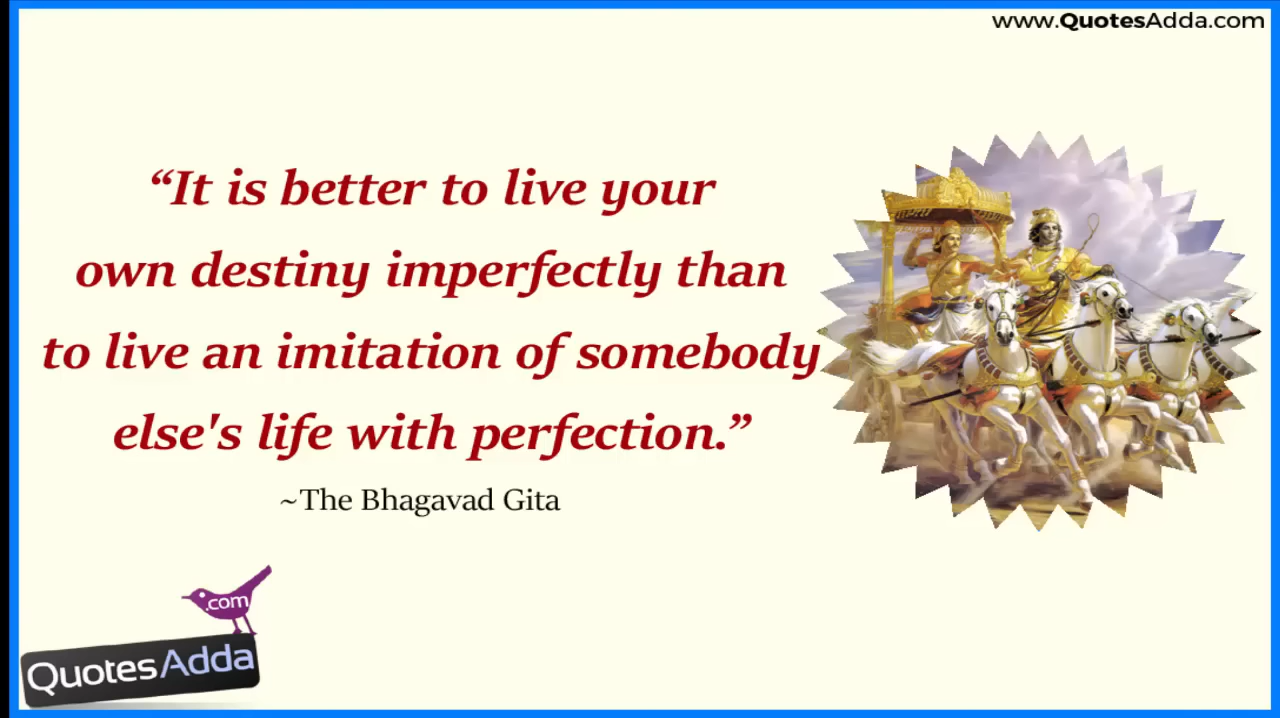 www.QuotesAdda.com
“It is better to live your
own destiny imperfectly than
to live an imitation of somebody
else's life with perfection.”
~The Bhagavad Gita
.com
QuotesAdda